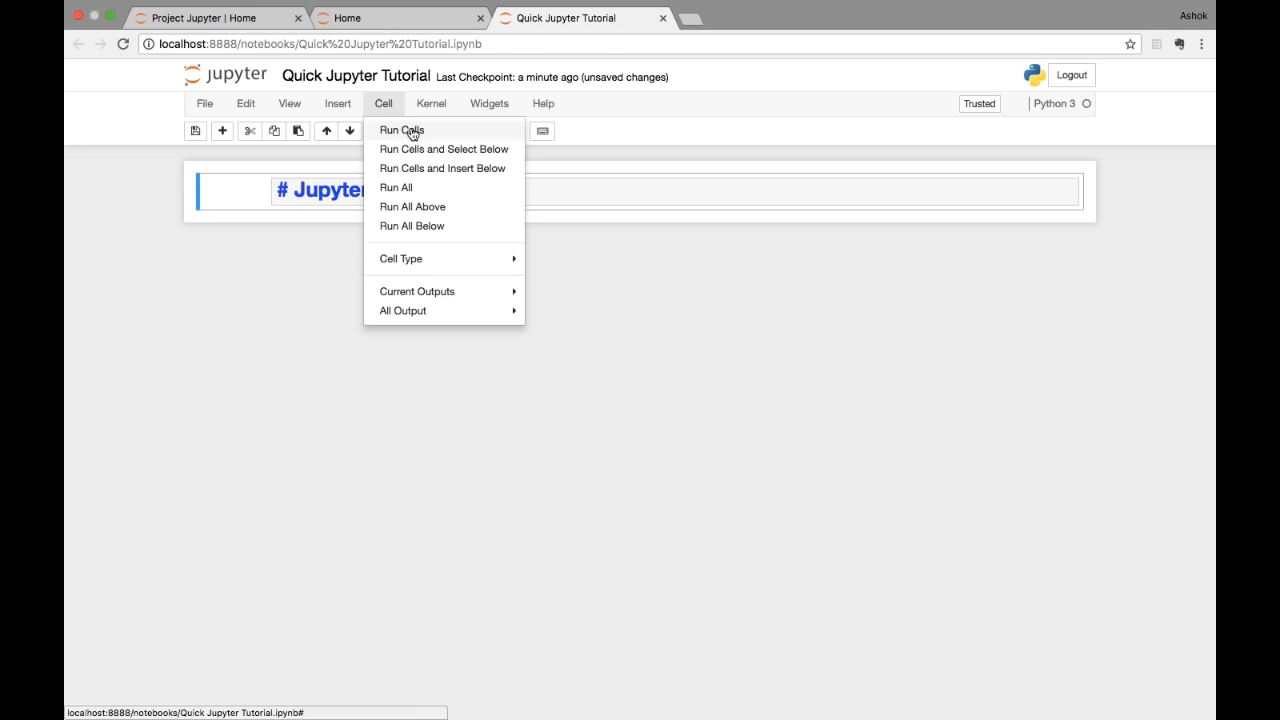 Project Jupyter | Home
Home
Quick Jupyter Tutorial
Ashok
localhost:8888/notebooks/Quick%20Jupyter%20Tutorial.ipynb
jupyter Quick Jupyter Tutorial Last Checkpoint: a minute ago (unsaved changes)
Logout
File Edit View Insert Cell Kernel Widgets Help
Trusted
Python 3
Run Cells
Run Cells and Select Below
Run Cells and Insert Below
Run All
Run All Above
Run All Below
Cell Type
Current Outputs
All Output
# Jupyter
localhost:8888/notebooks/Quick Jupyter Tutorial.ipynb#